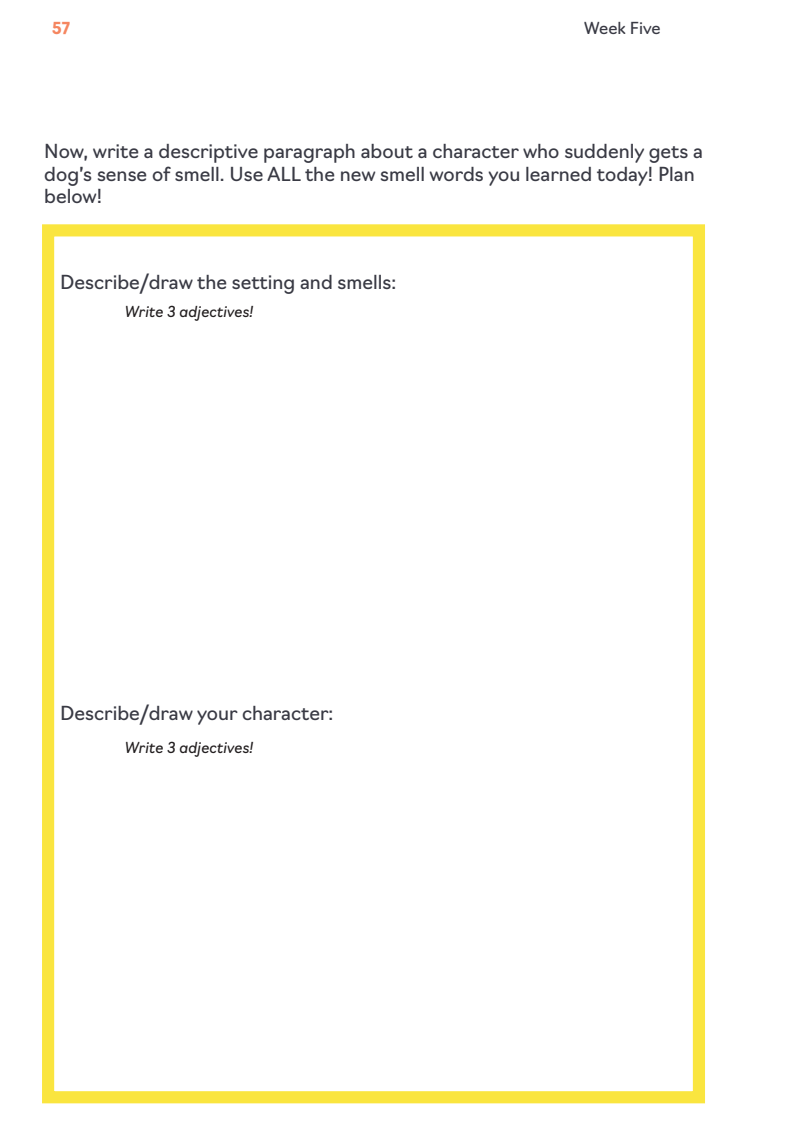 57
Week Five
Now, write a descriptive paragraph about a character who suddenly gets a
dog's sense of smell. Use ALL the new smell words you learned today! Plan
below!
Describe/draw the setting and smells:
Write 3 adjectives!
Describe/draw your character:
Write 3 adjectives!